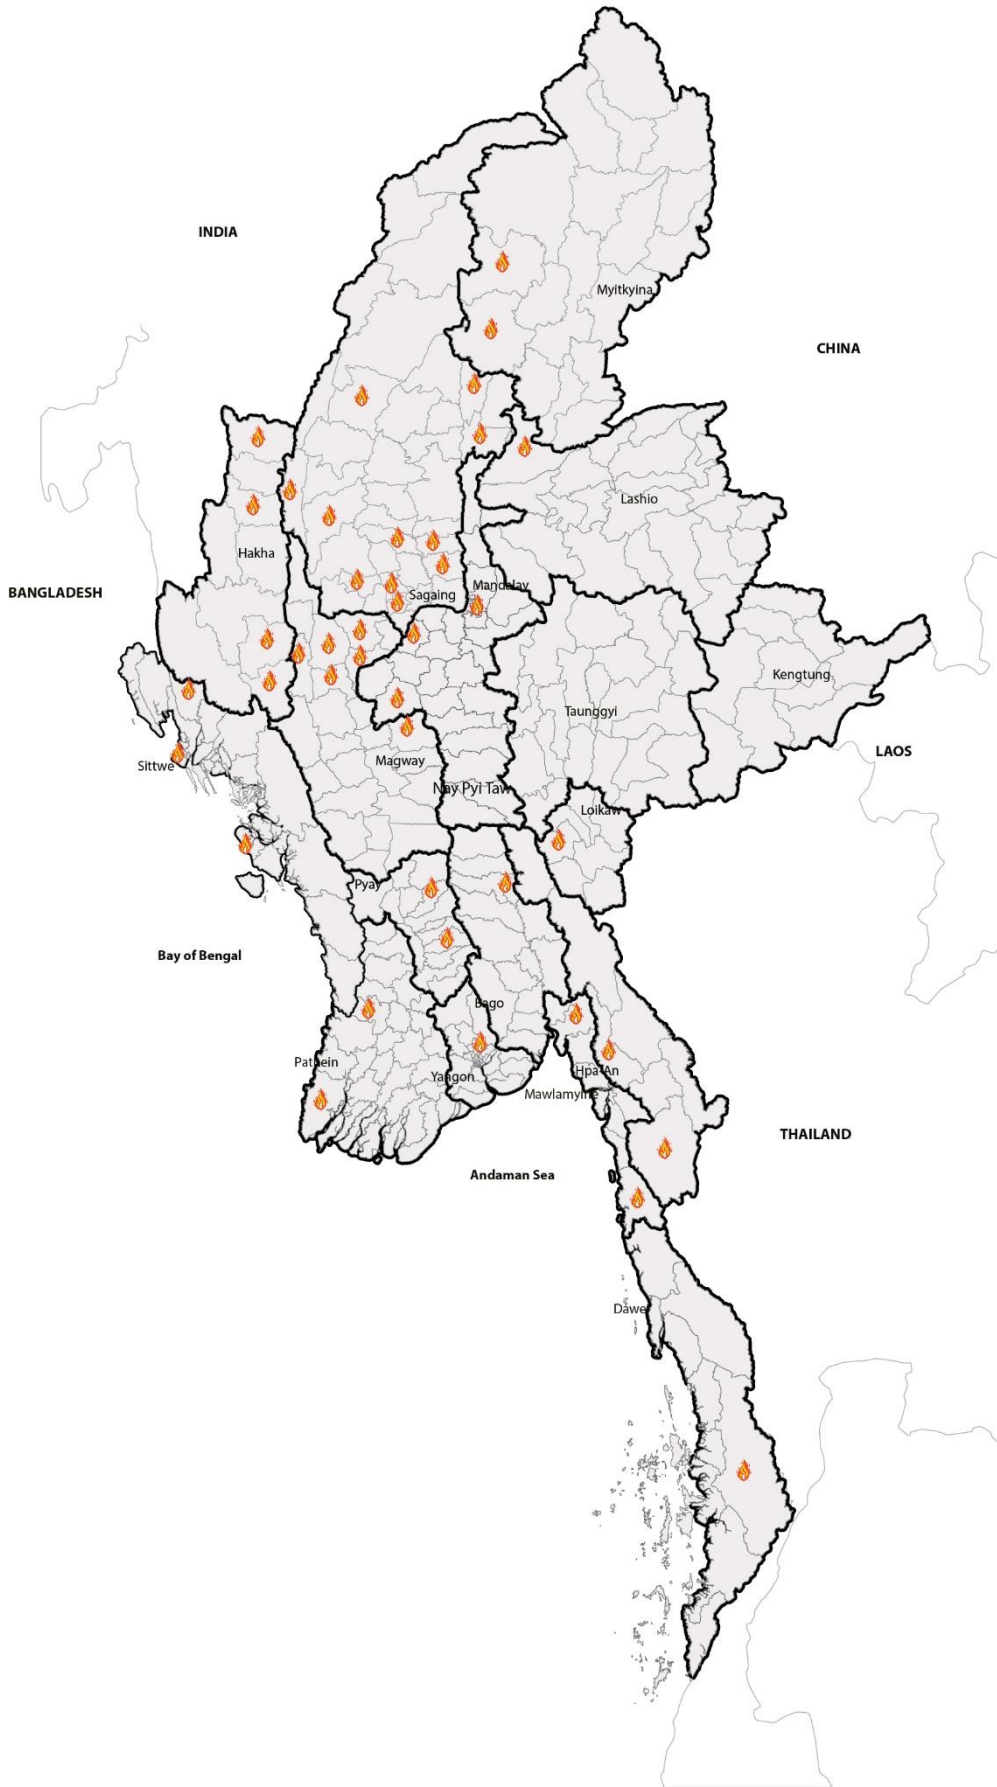 INDIA
Myitkyina
CHINA
Lashio
Hakha
Mandalay
BANGLADESH
Sagaing
Kengtung
Taunggyi
LAOS
Magway
Sittwe
Nay Pyi Taw
Loikaw
Pyay
Bay of Bengal
Bago
Pathein
Hpa-An
Yangon
Mawlamyine
THAILAND
Andaman Sea
Dawei